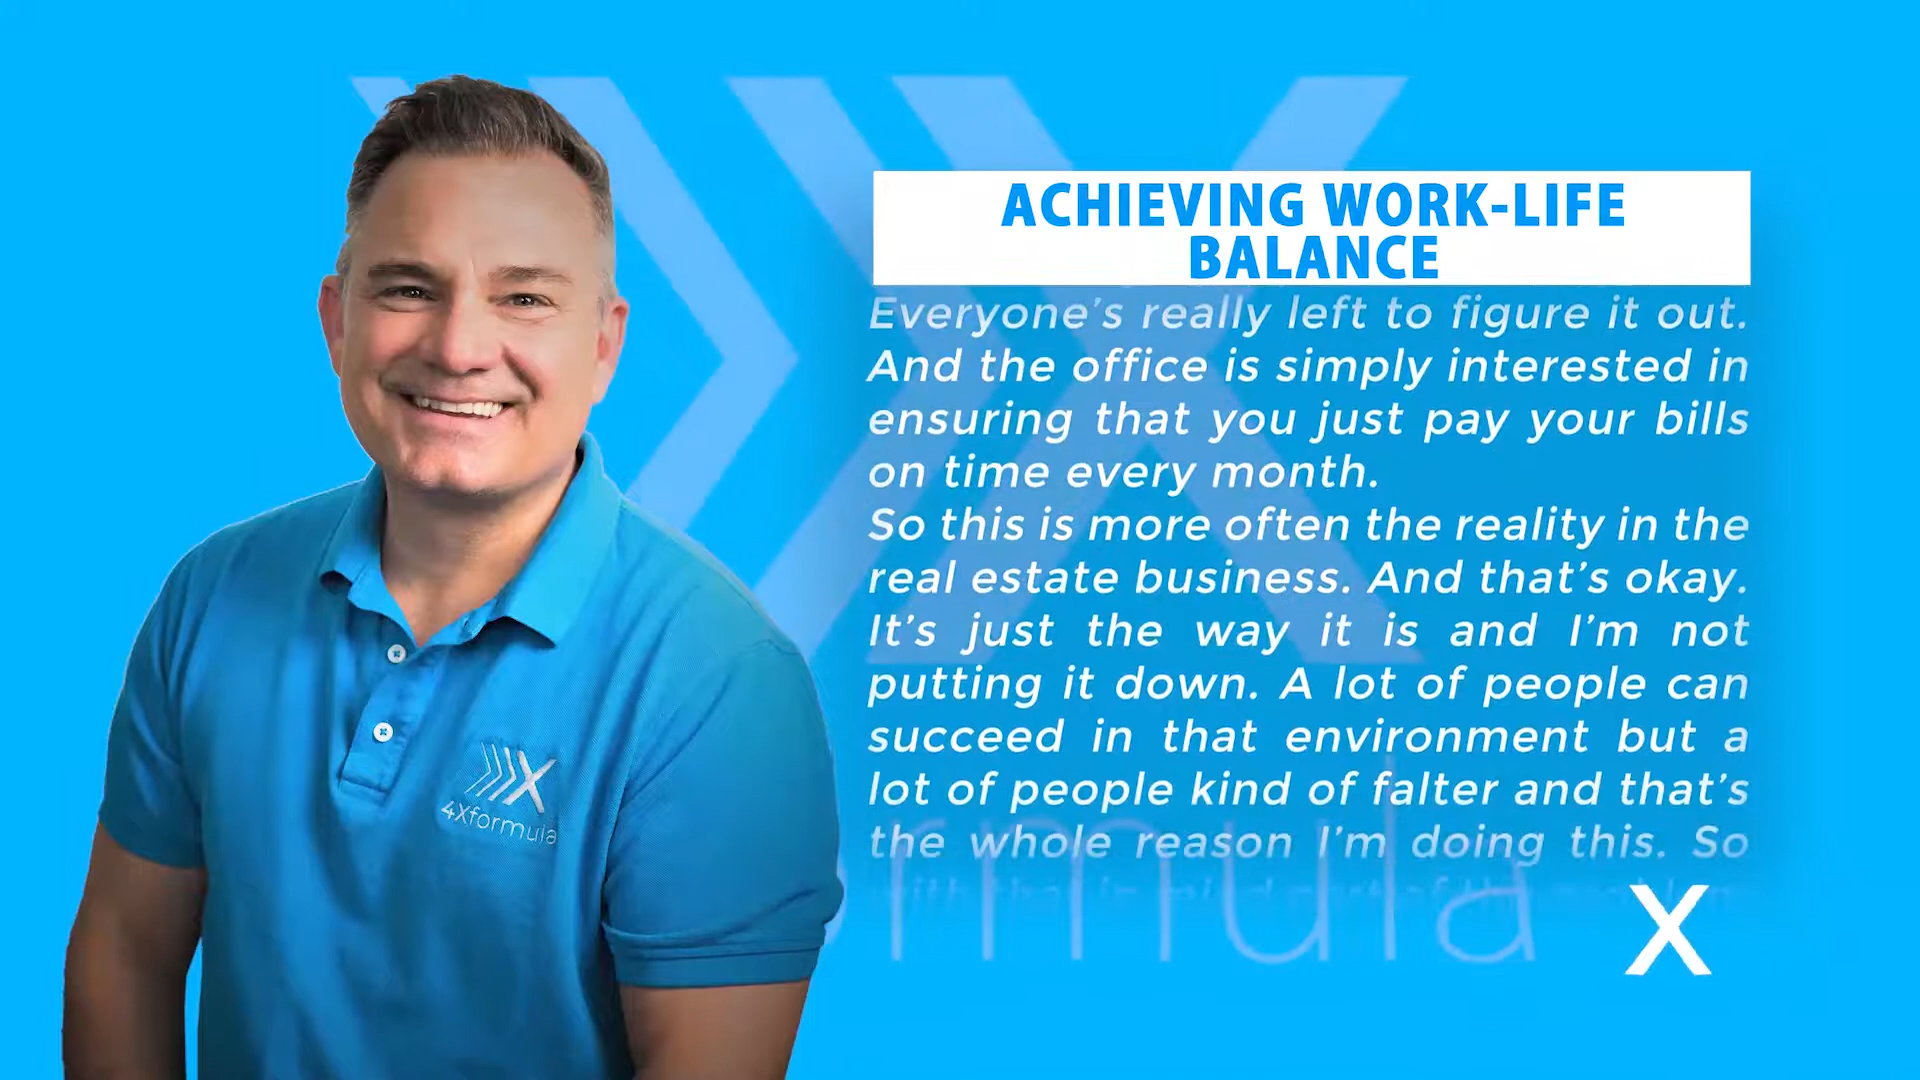 ACHIEVING WORK-LIFE
BALANCE
Everyone's really left to figure it out.
And the office is simply interested in
ensuring that you just pay your bills
on time every month.
So this is more often the reality in the
real estate business. And that's okay.
It's just the way it is and I'm not
putting it down. A lot of people can
succeed in that environment but a
lot of people kind of falter and that's
the whole reason I'm doing this. So
X
X
4Xformula
rmula